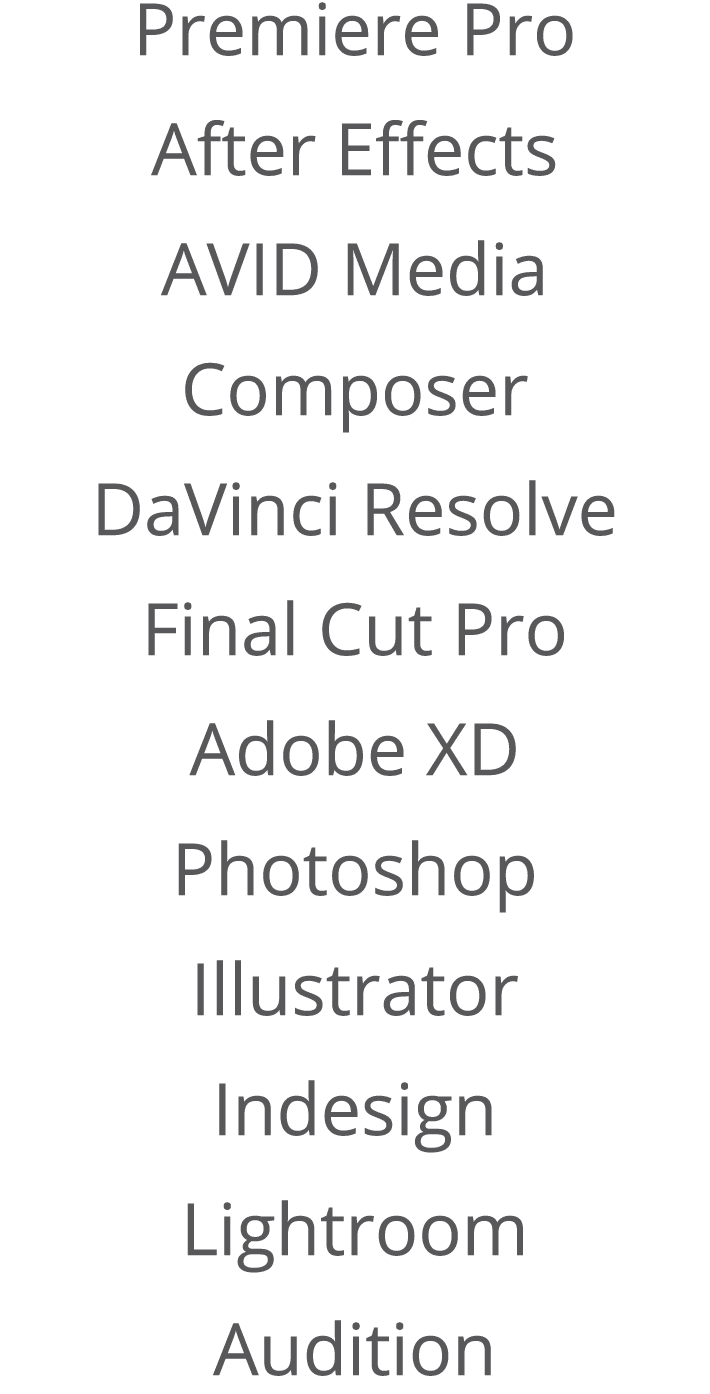 Premiere Pro
After Effects
AVID Media
Composer
DaVinci Resolve
Final Cut Pro
Adobe XD
Photoshop
Illustrator
Indesign
Lightroom
Audition